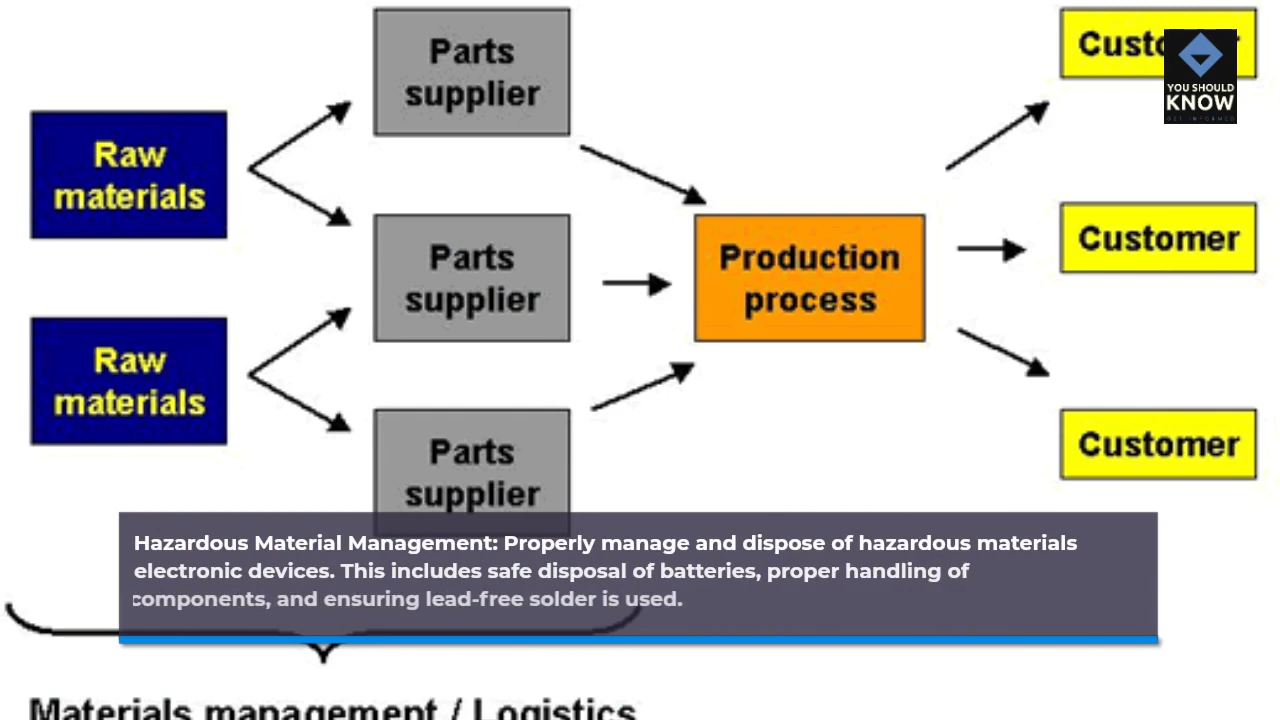 Parts
supplier
Raw
materials
Parts
supplier
Raw
materials
Parts
supplier
Production
process
YOU SHOULD
KNOW
GET INFORMED
Customer
Customer
Hazardous Material Management: Properly manage and dispose of hazardous materials
electronic devices. This includes safe disposal of batteries, proper handling of
components, and ensuring lead-free solder is used.
Materials management / Logistics